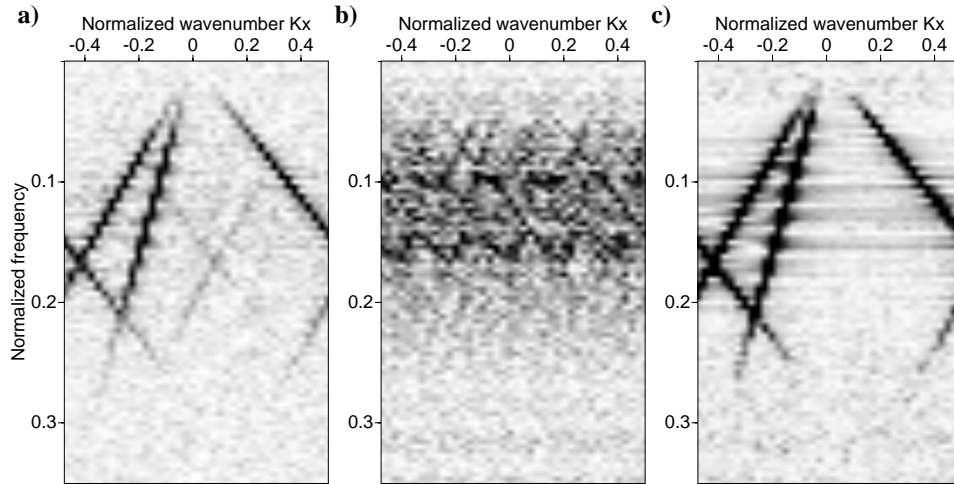 a) Normalized wavenumber Kx
-0.4 -0.2 0 0.2 0.4
Normalized frequency
0.1
0.2
0.3
b) Normalized wavenumber Kx
-0.4 -0.2 0 0.2 0.4
0.1
0.2
0.3
c) Normalized wavenumber Kx
-0.4 -0.2 0 0.2 0.4
0.1
0.2
0.3